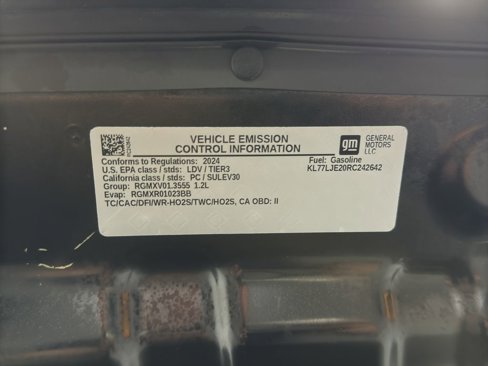 VEHICLE EMISSION
CONTROL INFORMATION
gm GENERAL
MOTORS
LLC
Conforms to Regulations: 2024
Fuel: Gasoline
U.S. EPA class / stds: LDV / TIER3
KL77LJE20RC242642
California class / stds: PC / SULEV30
Group: RGMXV01.3555 1.2L
Evap: RGMXR01023BB
TC/CAC/DFI/WR-HO2S/TWC/HO2S, CA OBD: II